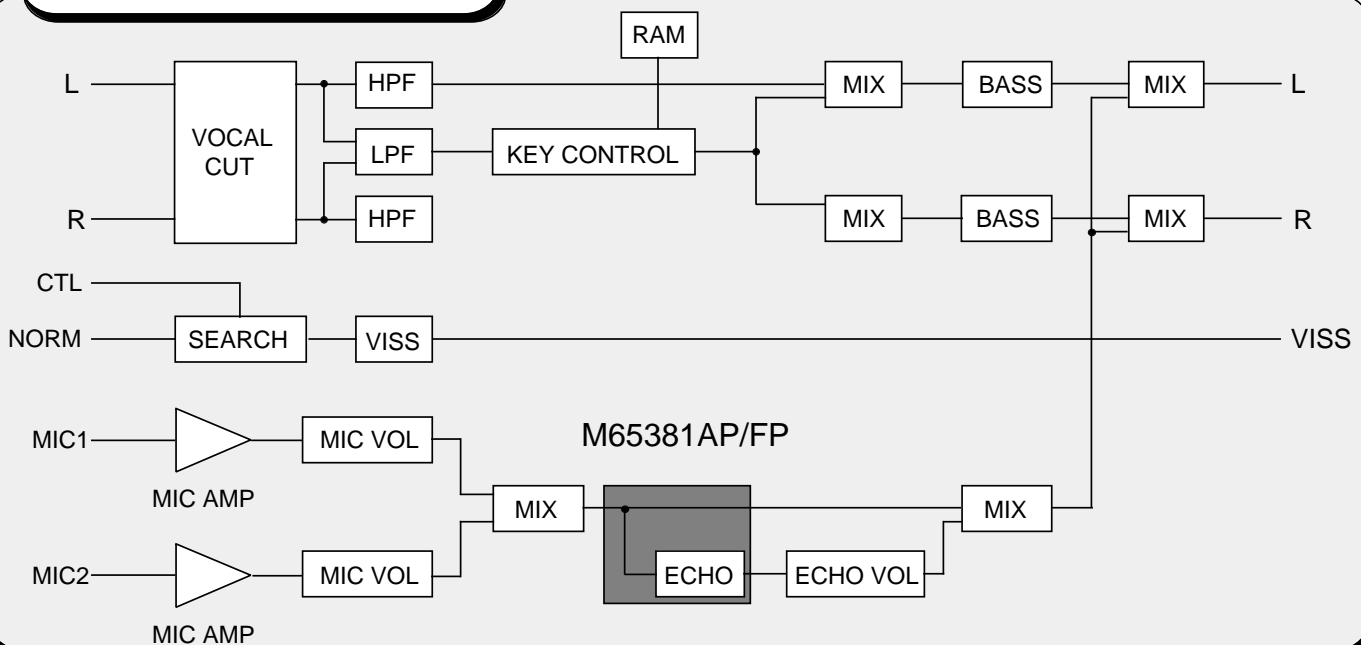 RAM
L
HPF
MIX
BASS
MIX
L
VOCAL
CUT
LPF
KEY CONTROL
R
HPF
MIX
BASS
MIX
R
CTL
NORM
SEARCH
VISS
VISS
MIC1
MIC VOL
M65381AP/FP
MIC AMP
MIX
MIX
MIC2
MIC VOL
ECHO
ECHO VOL
MIC AMP